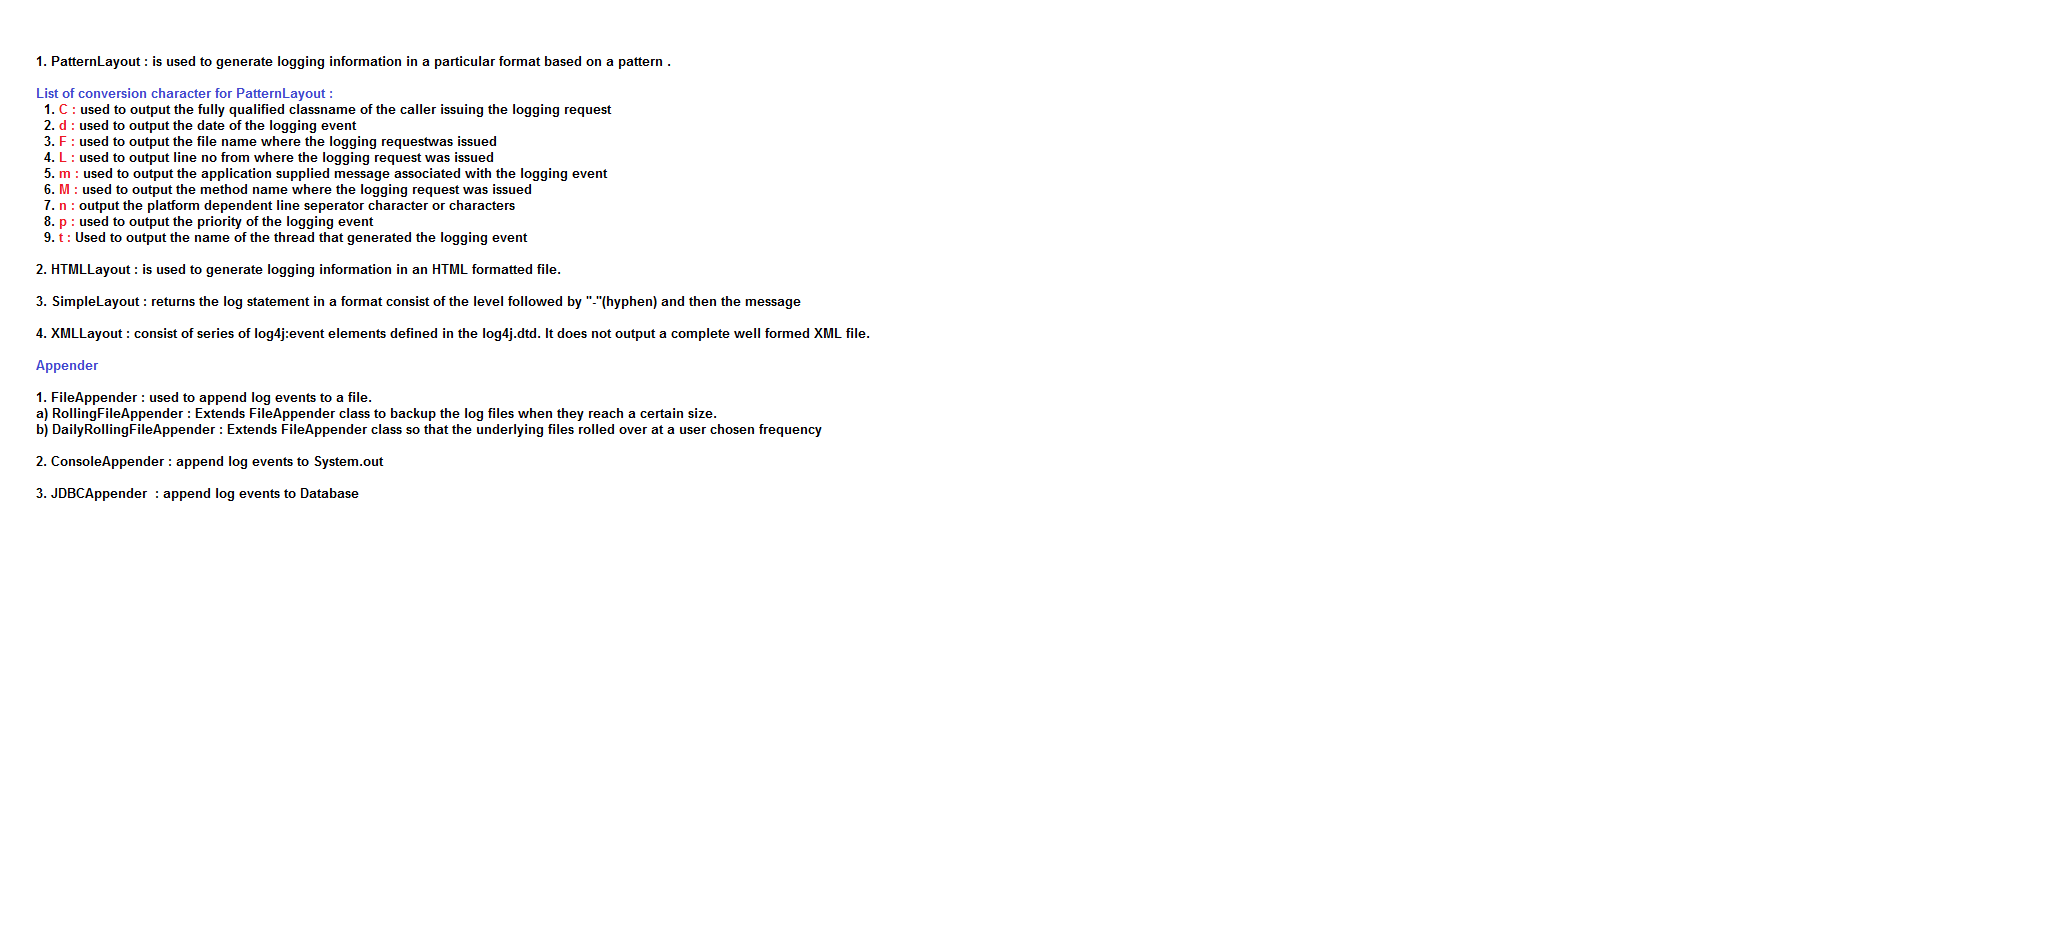 1. PatternLayout : is used to generate logging information in a particular format based on a pattern .
List of conversion character for PatternLayout :
1. C : used to output the fully qualified classname of the caller issuing the logging request
2. d : used to output the date of the logging event
3. F : used to output the file name where the logging requestwas issued
4. L : used to output line no from where the logging request was issued
5. m : used to output the application supplied message associated with the logging event
6. M : used to output the method name where the logging request was issued
7. n : output the platform dependent line seperator character or characters
8. p : used to output the priority of the logging event
9. t : Used to output the name of the thread that generated the logging event
2. HTMLLayout : is used to generate logging information in an HTML formatted file.
3. SimpleLayout : returns the log statement in a format consist of the level followed by "-"(hyphen) and then the message
4. XMLLayout : consist of series of log4j:event elements defined in the log4j.dtd. It does not output a complete well formed XML file.
Appender
1. FileAppender : used to append log events to a file.
a) RollingFileAppender : Extends FileAppender class to backup the log files when they reach a certain size.
b) DailyRollingFileAppender : Extends FileAppender class so that the underlying files rolled over at a user chosen frequency
2. ConsoleAppender : append log events to System.out
3. JDBCAppender  : append log events to Database